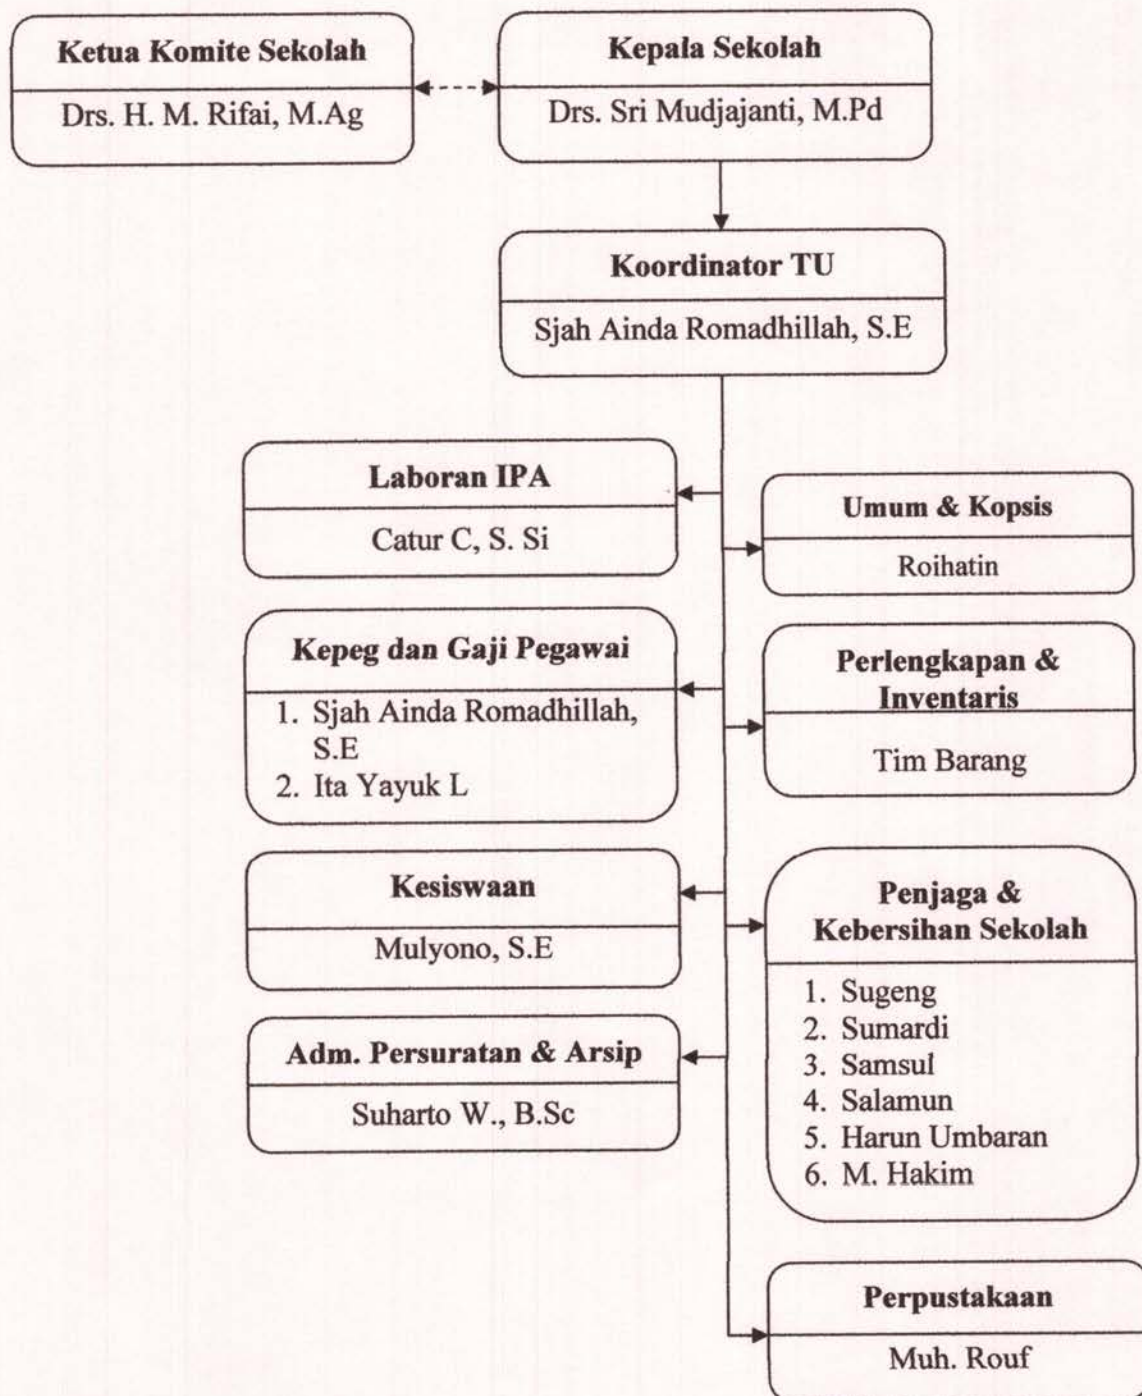 Ketua Komite Sekolah
Drs. H. M. Rifai, M.Ag
Kepala Sekolah
Drs. Sri Mudjajanti, M.Pd
Koordinator TU
Sjah Ainda Romadhillah, S.E
Laboran IPA
Catur C, S. Si
Umum & Kopsis
Roihatin
Kepeg dan Gaji Pegawai
1. Sjah Ainda Romadhillah,
S.E
2. Ita Yayuk L
Perlengkapan &
Inventaris
Tim Barang
Kesiswaan
Mulyono, S.E
Penjaga &
Kebersihan Sekolah
1. Sugeng
2. Sumardi
3. Samsul
4. Salamun
5. Harun Umbaran
6. M. Hakim
Adm. Persuratan & Arsip
Suharto W., B.Sc
Perpustakaan
Muh. Rouf